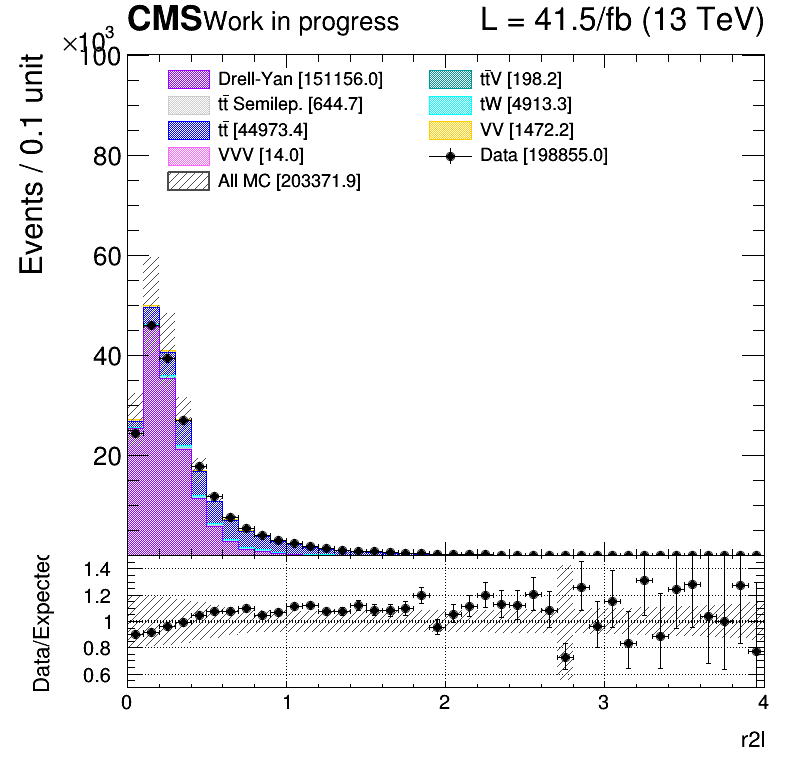 CMS Work in progress L = 41.5/fb (13 TeV)
×10³
Events / 0.1 unit
100
80
60
40
20
Drell-Yan [151156.0]
tt̄ Semilep. [644.7]
tt̄ [44973.4]
VVV [14.0]
All MC [203371.9]
tt̄V [198.2]
tW [4913.3]
VV [1472.2]
Data [198855.0]
Data/Expected
1.4
1.2
1
0.8
0.6
0 1 2 3 4
r2l